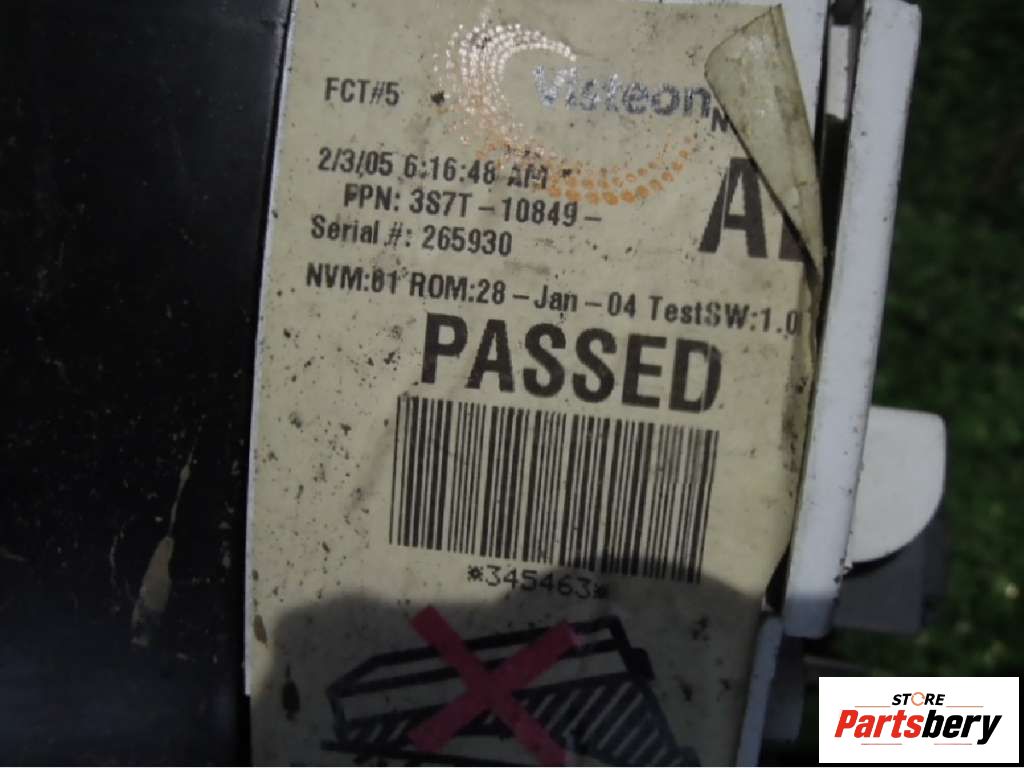 Visteon
FCT#5
2/3/05 6:16:48 AM
FPN: 3S7T-10849-
Serial #: 265930
NVM:81 ROM:28-Jan-04 TestSW:1.0
PASSED
*345463*
STORE
Partsbery